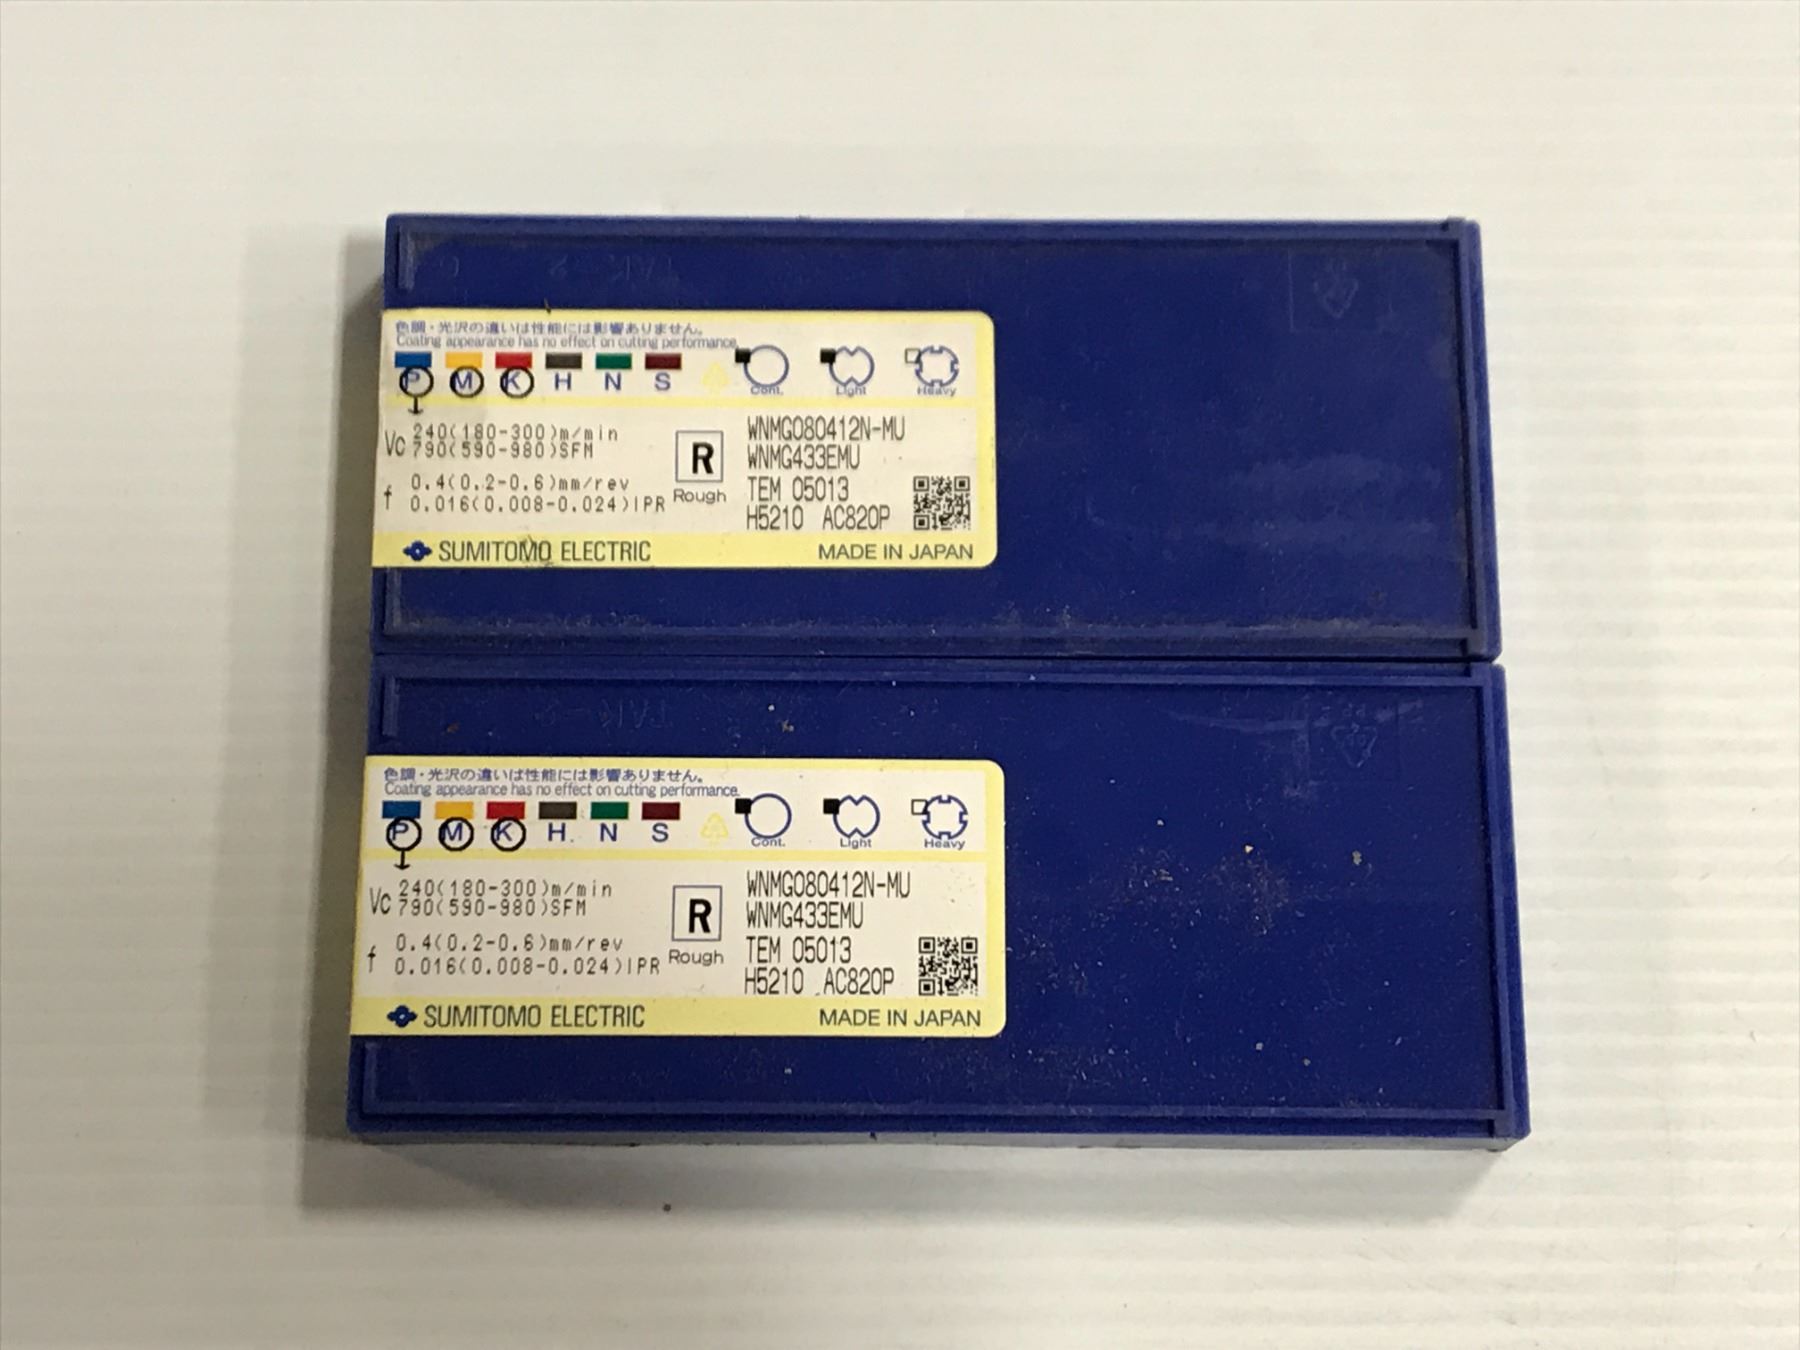 TAK-2
色調・光沢の違いは性能には影響ありません。
Coating appearance has no effect on cutting performance.
P M K H N S Cont. Light Heavy
Vc 240(180-300)m/min
790(590-980)SFM
f 0.4(0.2-0.6)mm/rev
0.016(0.008-0.024)IPR
R
Rough
WNMG080412N-MU
WNMG433EMU
TEM 05013
H5210 AC820P
SUMITOMO ELECTRIC MADE IN JAPAN
TAK-2
色調・光沢の違いは性能には影響ありません。
Coating appearance has no effect on cutting performance.
P M K H N S Cont. Light Heavy
Vc 240(180-300)m/min
790(590-980)SFM
f 0.4(0.2-0.6)mm/rev
0.016(0.008-0.024)IPR
R
Rough
WNMG080412N-MU
WNMG433EMU
TEM 05013
H5210 AC820P
SUMITOMO ELECTRIC MADE IN JAPAN